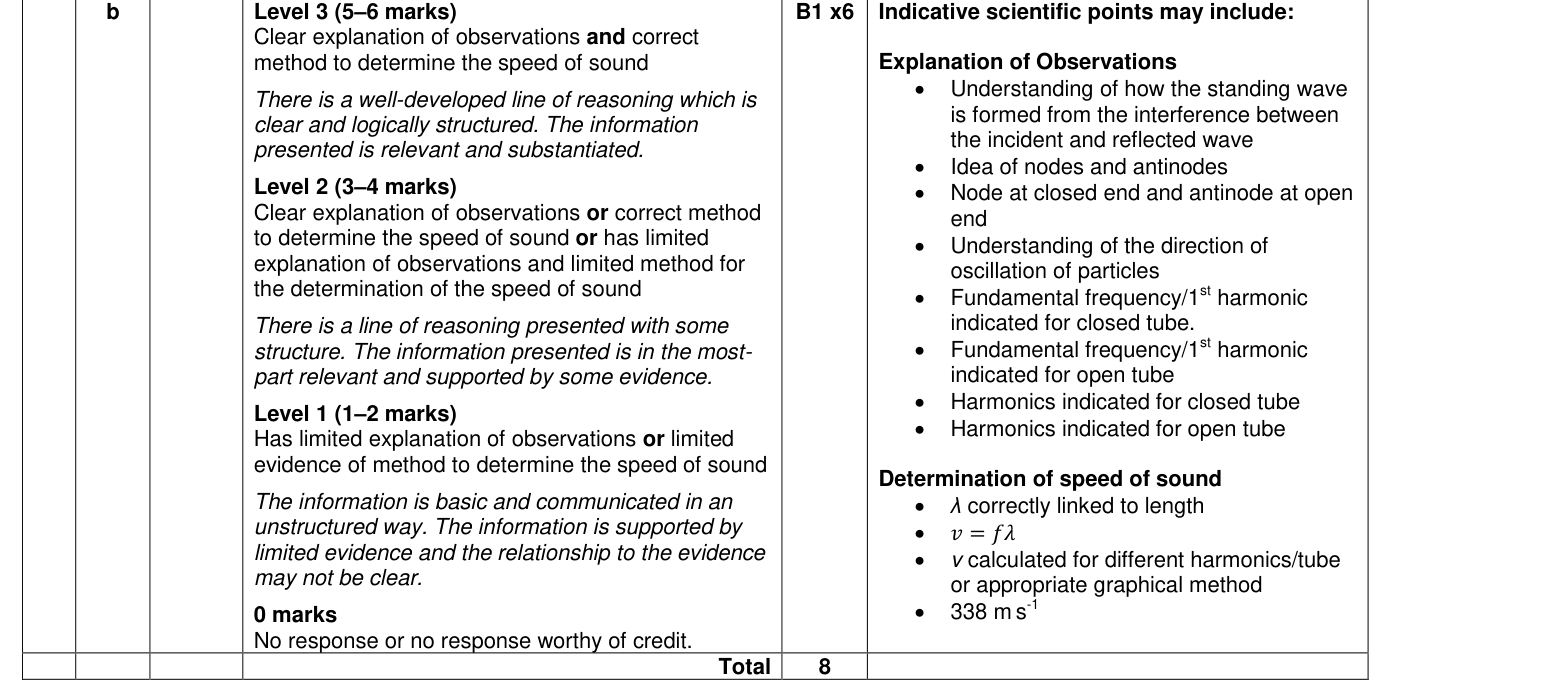 b
Level 3 (5–6 marks)
Clear explanation of observations and correct
method to determine the speed of sound
There is a well-developed line of reasoning which is
clear and logically structured. The information
presented is relevant and substantiated.
Level 2 (3–4 marks)
Clear explanation of observations or correct method
to determine the speed of sound or has limited
explanation of observations and limited method for
the determination of the speed of sound
There is a line of reasoning presented with some
structure. The information presented is in the most-
part relevant and supported by some evidence.
Level 1 (1–2 marks)
Has limited explanation of observations or limited
evidence of method to determine the speed of sound
The information is basic and communicated in an
unstructured way. The information is supported by
limited evidence and the relationship to the evidence
may not be clear.
0 marks
No response or no response worthy of credit.
B1 x6
Indicative scientific points may include:
Explanation of Observations
• Understanding of how the standing wave
is formed from the interference between
the incident and reflected wave
• Idea of nodes and antinodes
• Node at closed end and antinode at open
end
• Understanding of the direction of
oscillation of particles
• Fundamental frequency/1st harmonic
indicated for closed tube.
• Fundamental frequency/1st harmonic
indicated for open tube
• Harmonics indicated for closed tube
• Harmonics indicated for open tube
Determination of speed of sound
• λ correctly linked to length
• v = fλ
• v calculated for different harmonics/tube
or appropriate graphical method
• 338 m s-1
Total
8